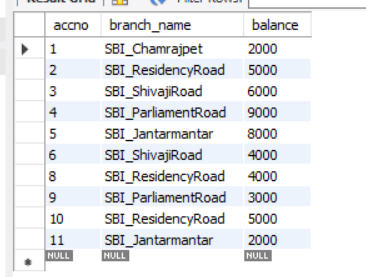 Result Grid Filter Rows:
accno branch_name balance
1 SBI_Chamrajpet 2000
2 SBI_ResidencyRoad 5000
3 SBI_ShivajiRoad 6000
4 SBI_ParliamentRoad 9000
5 SBI_Jantarmantar 8000
6 SBI_ShivajiRoad 4000
8 SBI_ResidencyRoad 4000
9 SBI_ParliamentRoad 3000
10 SBI_ResidencyRoad 5000
11 SBI_Jantarmantar 2000
NULL NULL NULL